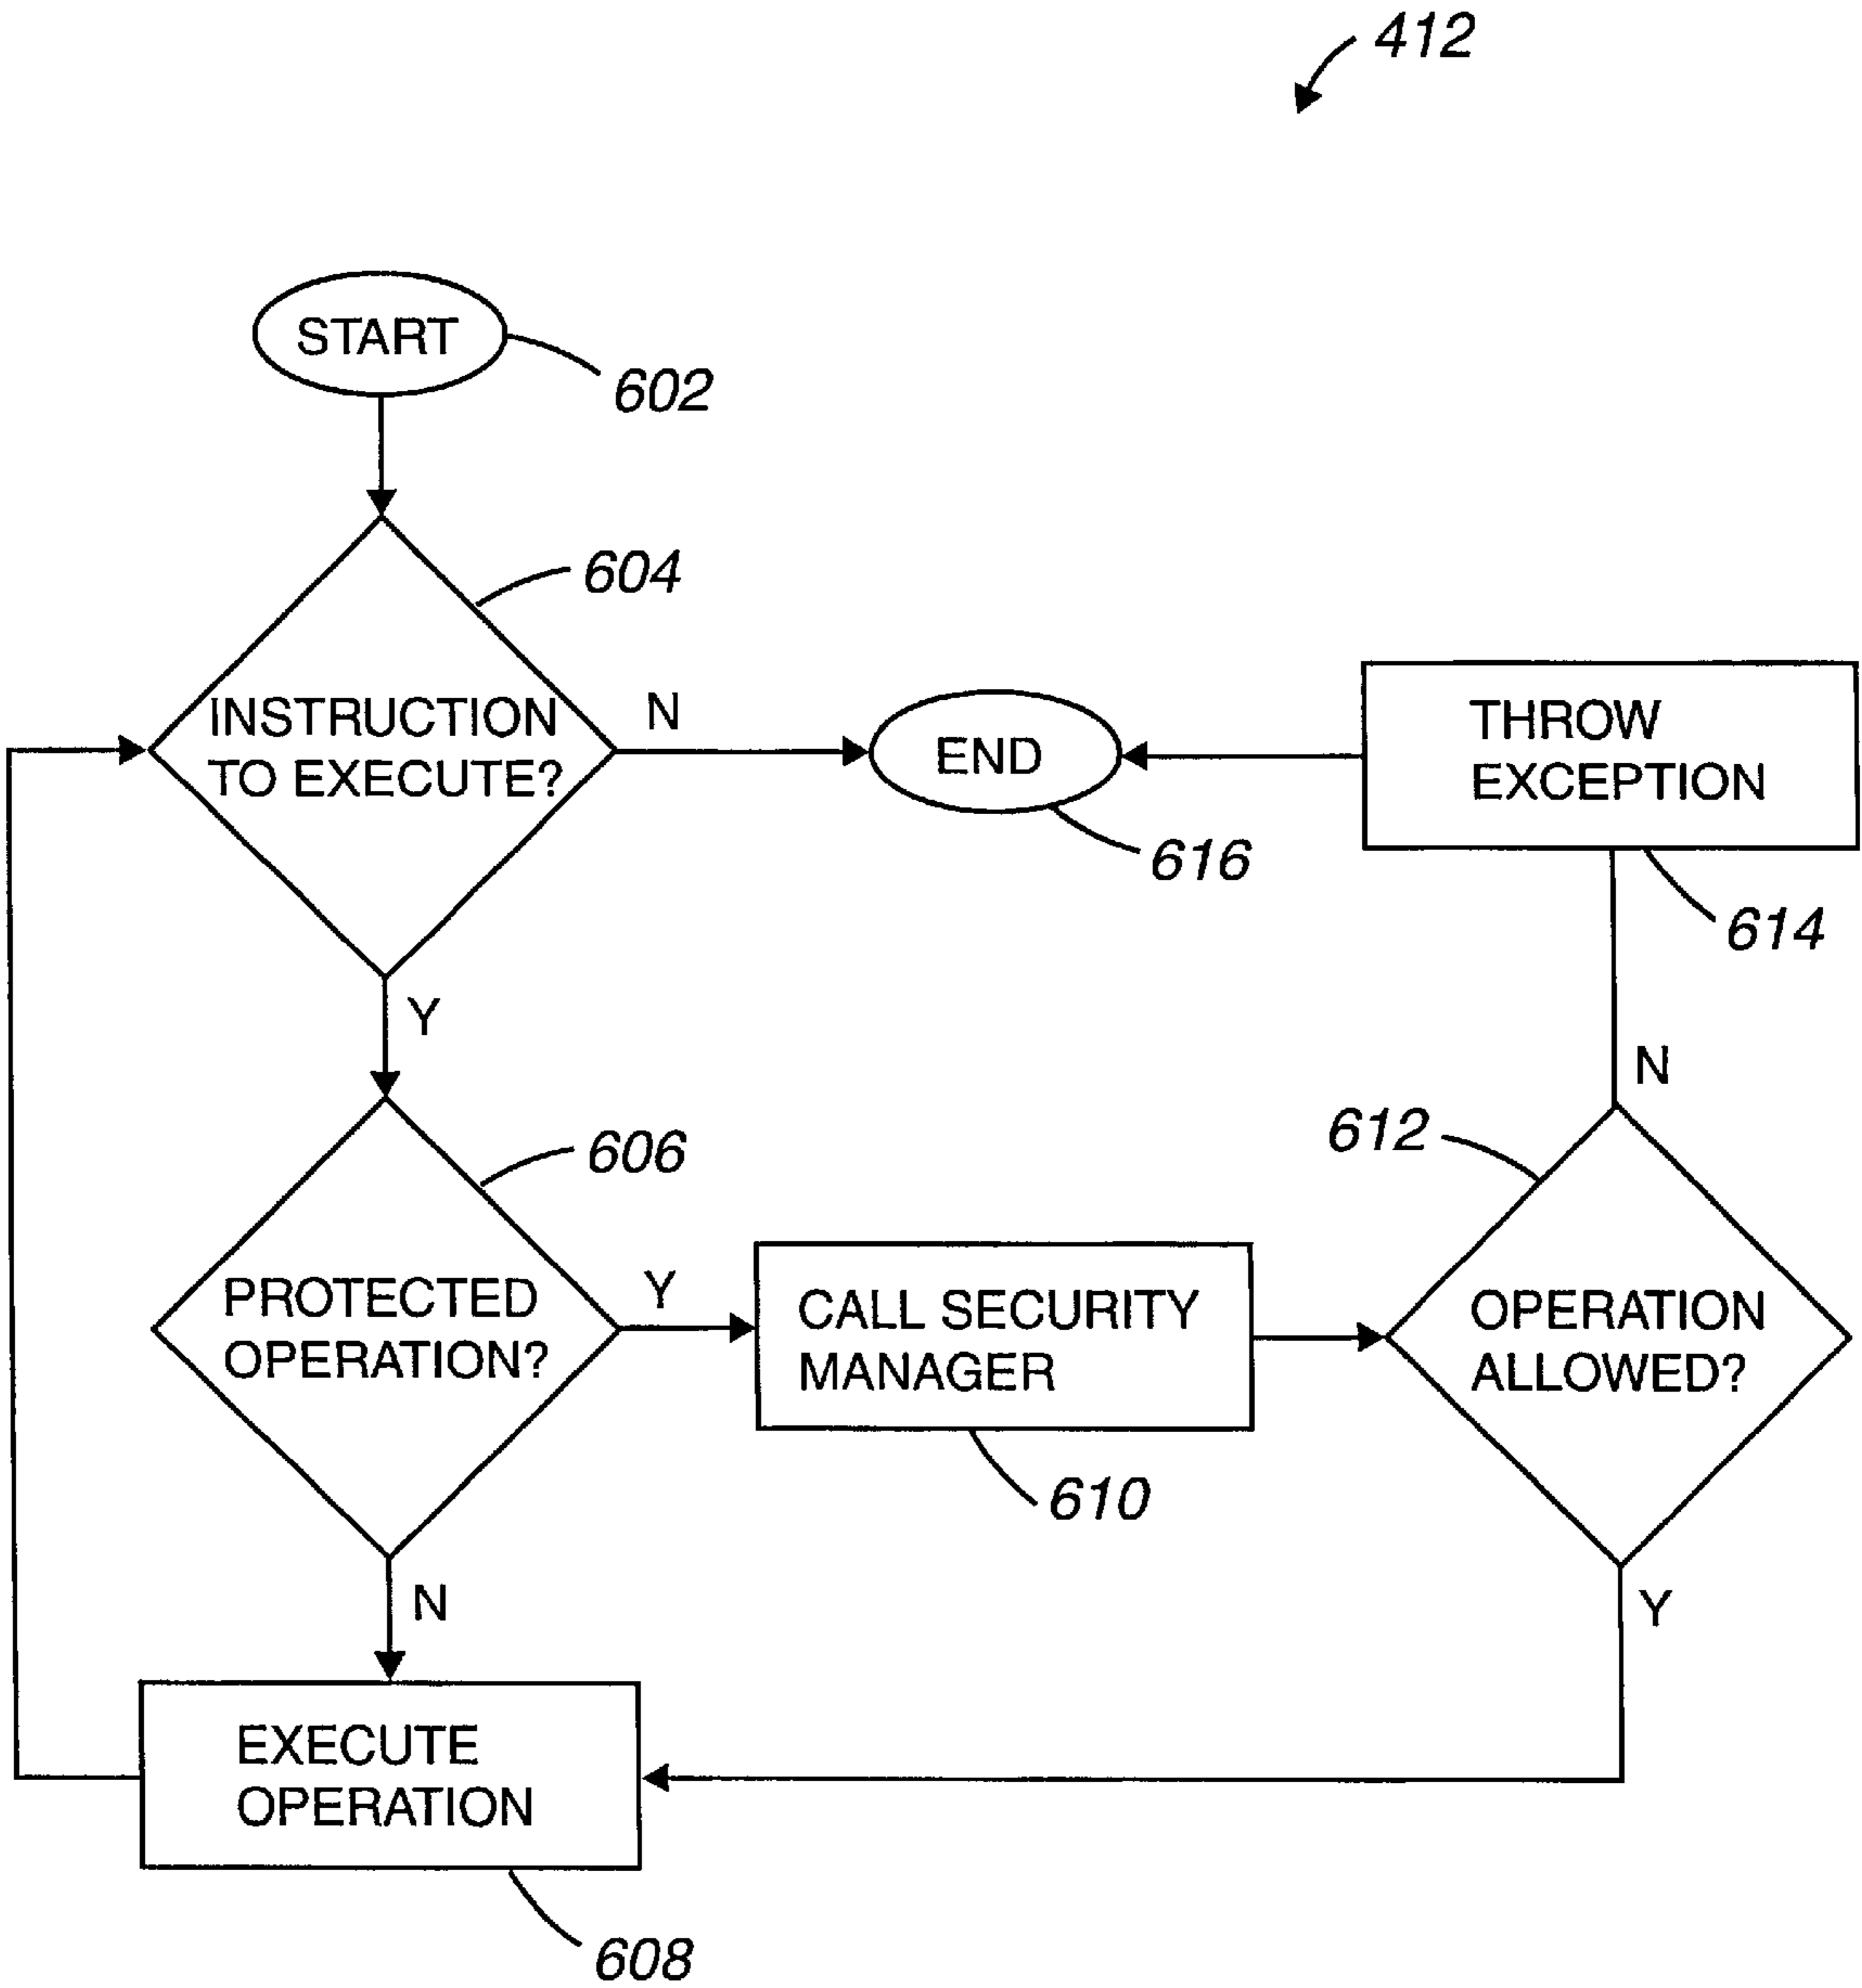 412
START
602
604
INSTRUCTION
TO EXECUTE?
N
END
616
THROW
EXCEPTION
614
Y
N
606
612
PROTECTED
OPERATION?
Y
CALL SECURITY
MANAGER
610
OPERATION
ALLOWED?
N
Y
EXECUTE
OPERATION
608